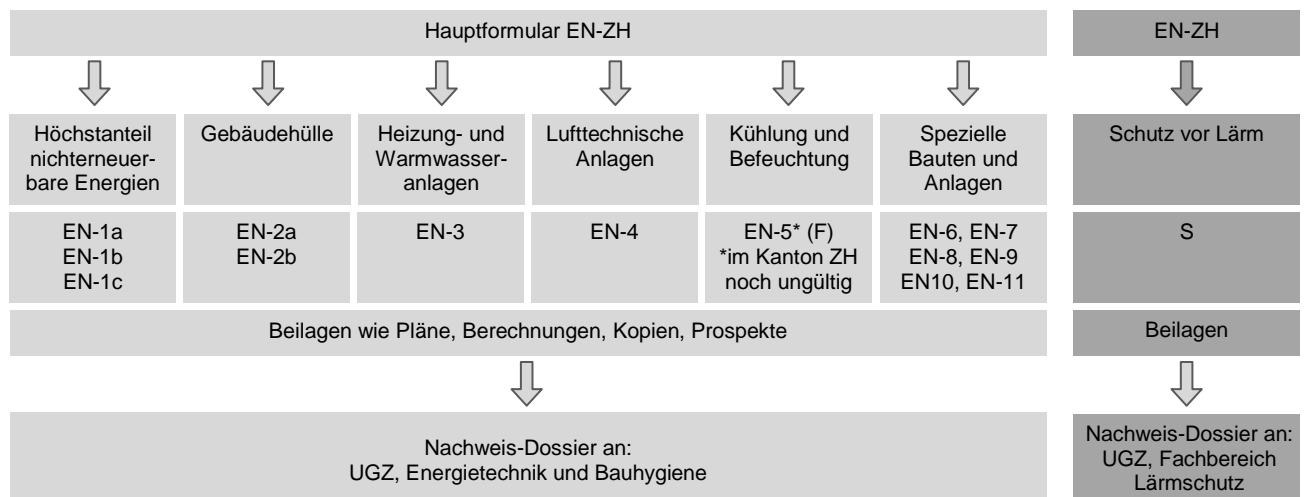 Hauptformular EN-ZH
EN-ZH
Höchstanteil
nichterneuer-
bare Energien
Gebäudehülle
Heizung- und
Warmwasser-
anlagen
Lufttechnische
Anlagen
Kühlung und
Befeuchtung
Spezielle
Bauten und
Anlagen
Schutz vor Lärm
EN-1a
EN-1b
EN-1c
EN-2a
EN-2b
EN-3
EN-4
EN-5* (F)
*im Kanton ZH
noch ungültig
EN-6, EN-7
EN-8, EN-9
EN10, EN-11
S
Beilagen wie Pläne, Berechnungen, Kopien, Prospekte
Beilagen
Nachweis-Dossier an:
UGZ, Energietechnik und Bauhygiene
Nachweis-Dossier an:
UGZ, Fachbereich
Lärmschutz